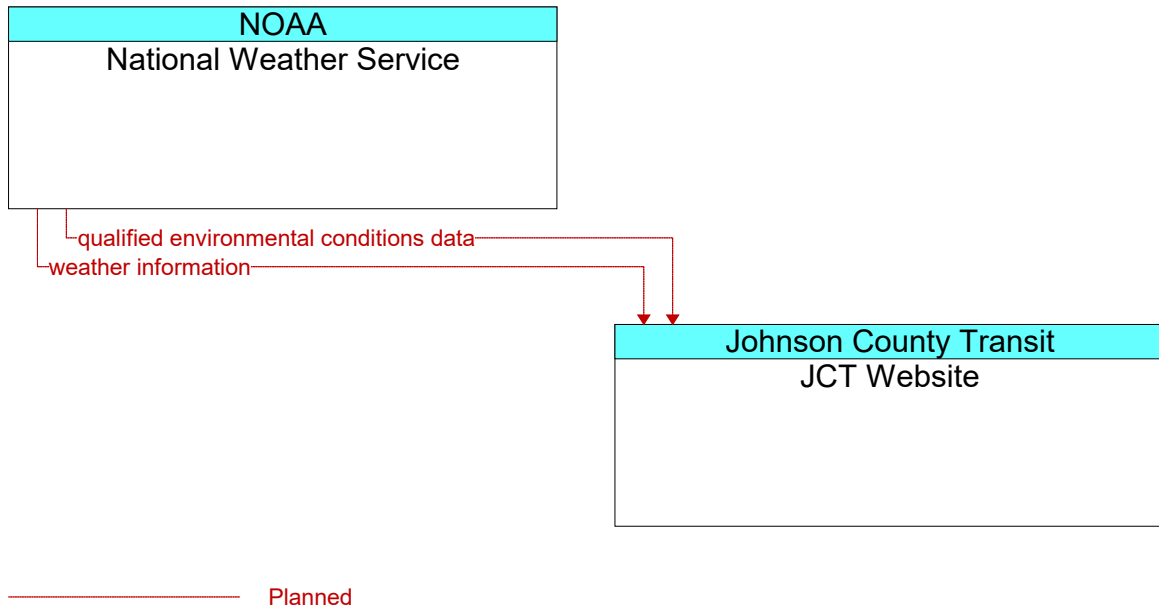 NOAA
National Weather Service
qualified environmental conditions data
weather information
Johnson County Transit
JCT Website
Planned